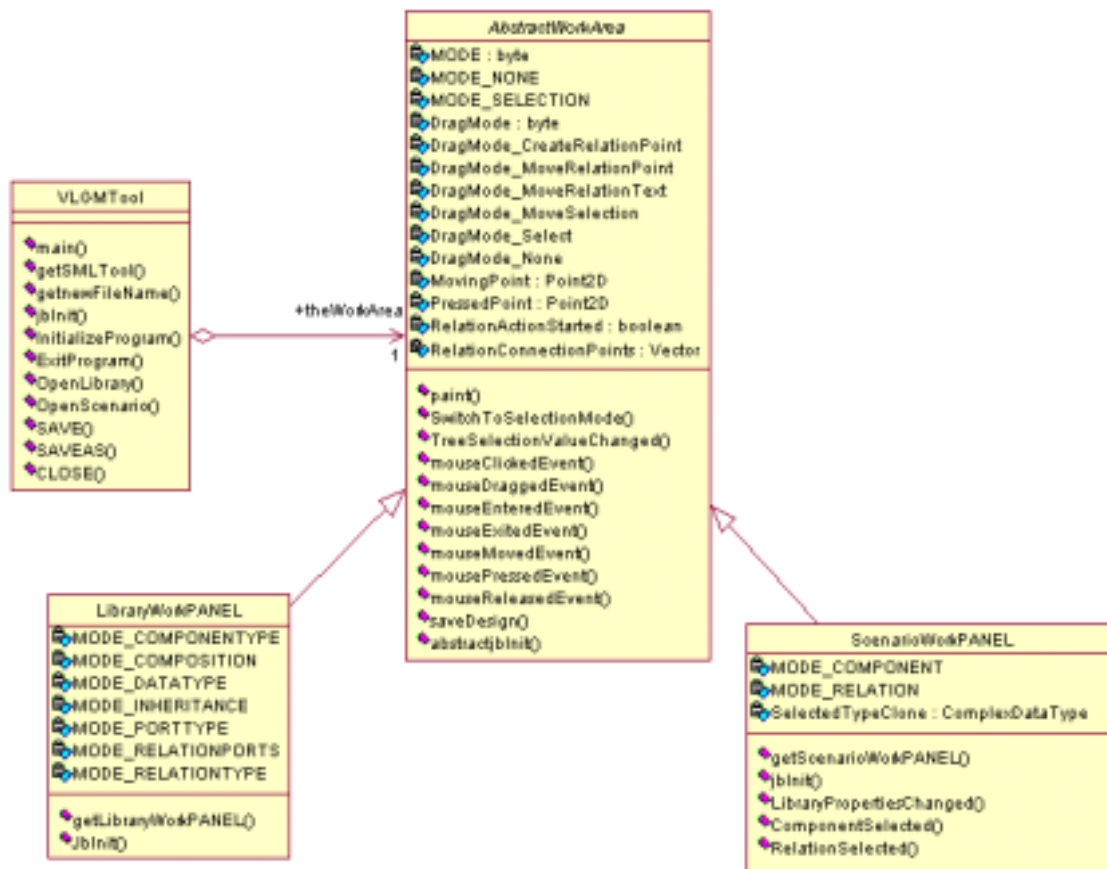 AbstractWorkArea
MODE : byte
MODE_NONE
MODE_SELECTION
DragMode : byte
DragMode_CreateRelationPoint
DragMode_MoveRelationPoint
DragMode_MoveRelationText
DragMode_MoveSelection
DragMode_Select
DragMode_None
MovingPoint : Point2D
PressedPoint : Point2D
RelationActionStarted : boolean
RelationConnectionPoints : Vector
paint()
SwitchToSelectionMode()
TreeSelectionValueChanged()
mouseClickedEvent()
mouseDraggedEvent()
mouseEnteredEvent()
mouseExitedEvent()
mouseMovedEvent()
mousePressedEvent()
mouseReleasedEvent()
saveDesign()
abstractjbInit()
VLGMTool
main()
getSMLTool()
getnewFileName()
jbInit()
InitializeProgram()
ExitProgram()
OpenLibrary()
OpenScenario()
SAVE()
SAVEAS()
CLOSE()
+theWorkArea
1
LibraryWorkPANEL
MODE_COMPONENTYPE
MODE_COMPOSITION
MODE_DATATYPE
MODE_INHERITANCE
MODE_PORTTYPE
MODE_RELATIONPORTS
MODE_RELATIONTYPE
getLibraryWorkPANEL()
JbInit()
ScenarioWorkPANEL
MODE_COMPONENT
MODE_RELATION
SelectedTypeClone : ComplexDataType
getScenarioWorkPANEL()
jbInit()
LibraryPropertiesChanged()
ComponentSelected()
RelationSelected()